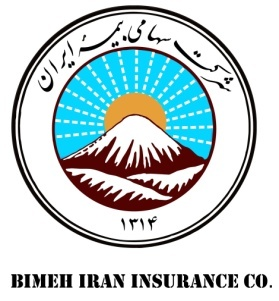 شرکت سهامی بیمهٔ ایران
۱۳۱۴
BIMEH IRAN INSURANCE CO.